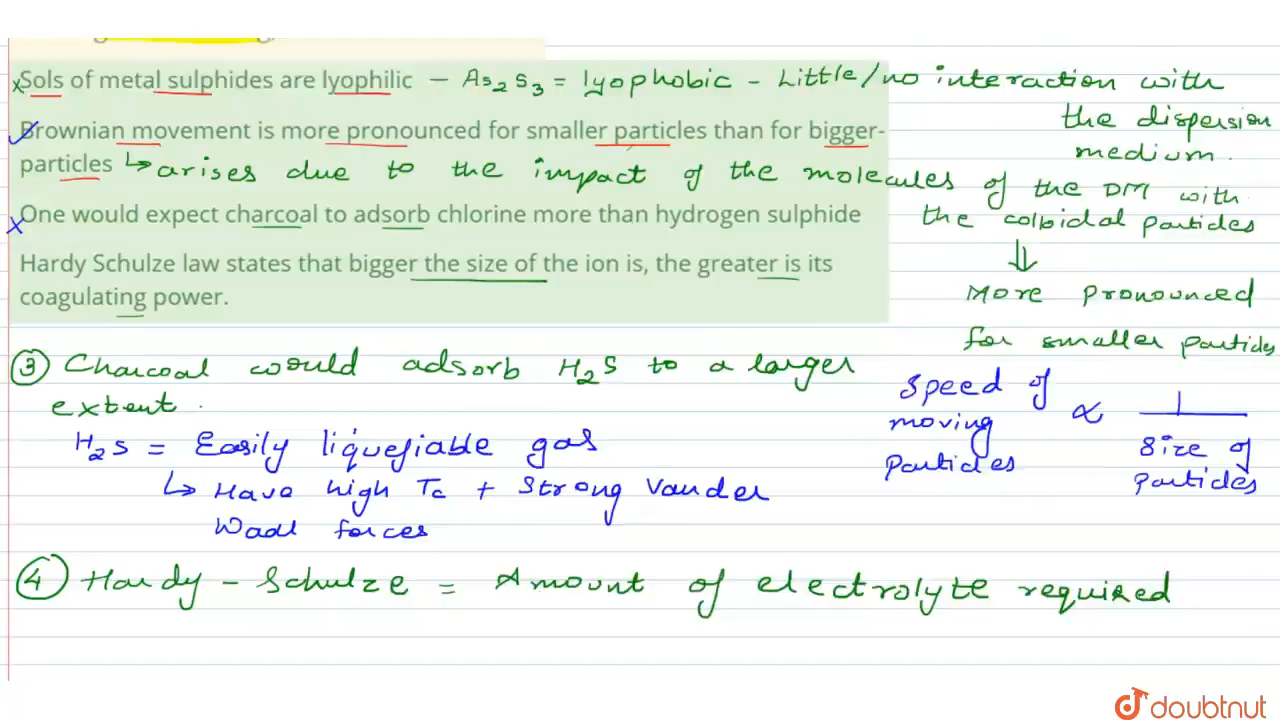 Sols of metal sulphides are lyophilic - As2S3 = lyophobic - Little/no interaction with
the dispersion
medium.
Brownian movement is more pronounced for smaller particles than for bigger-
particles ↳ arises due to the impact of the molecules of the DM with
the colloidal particles
⇓
More pronounced
for smaller particles
One would expect charcoal to adsorb chlorine more than hydrogen sulphide
Hardy Schulze law states that bigger the size of the ion is, the greater is its
coagulating power.
③ Charcoal would adsorb H2S to a larger
extent.
H2S = Easily liquefiable gas
↳ Have high Tc + Strong Vander
Waal forces
Speed of
moving
particles
∝
1
Size of
particles
④ Hardy - Schulze = Amount of electrolyte required
doubtnut